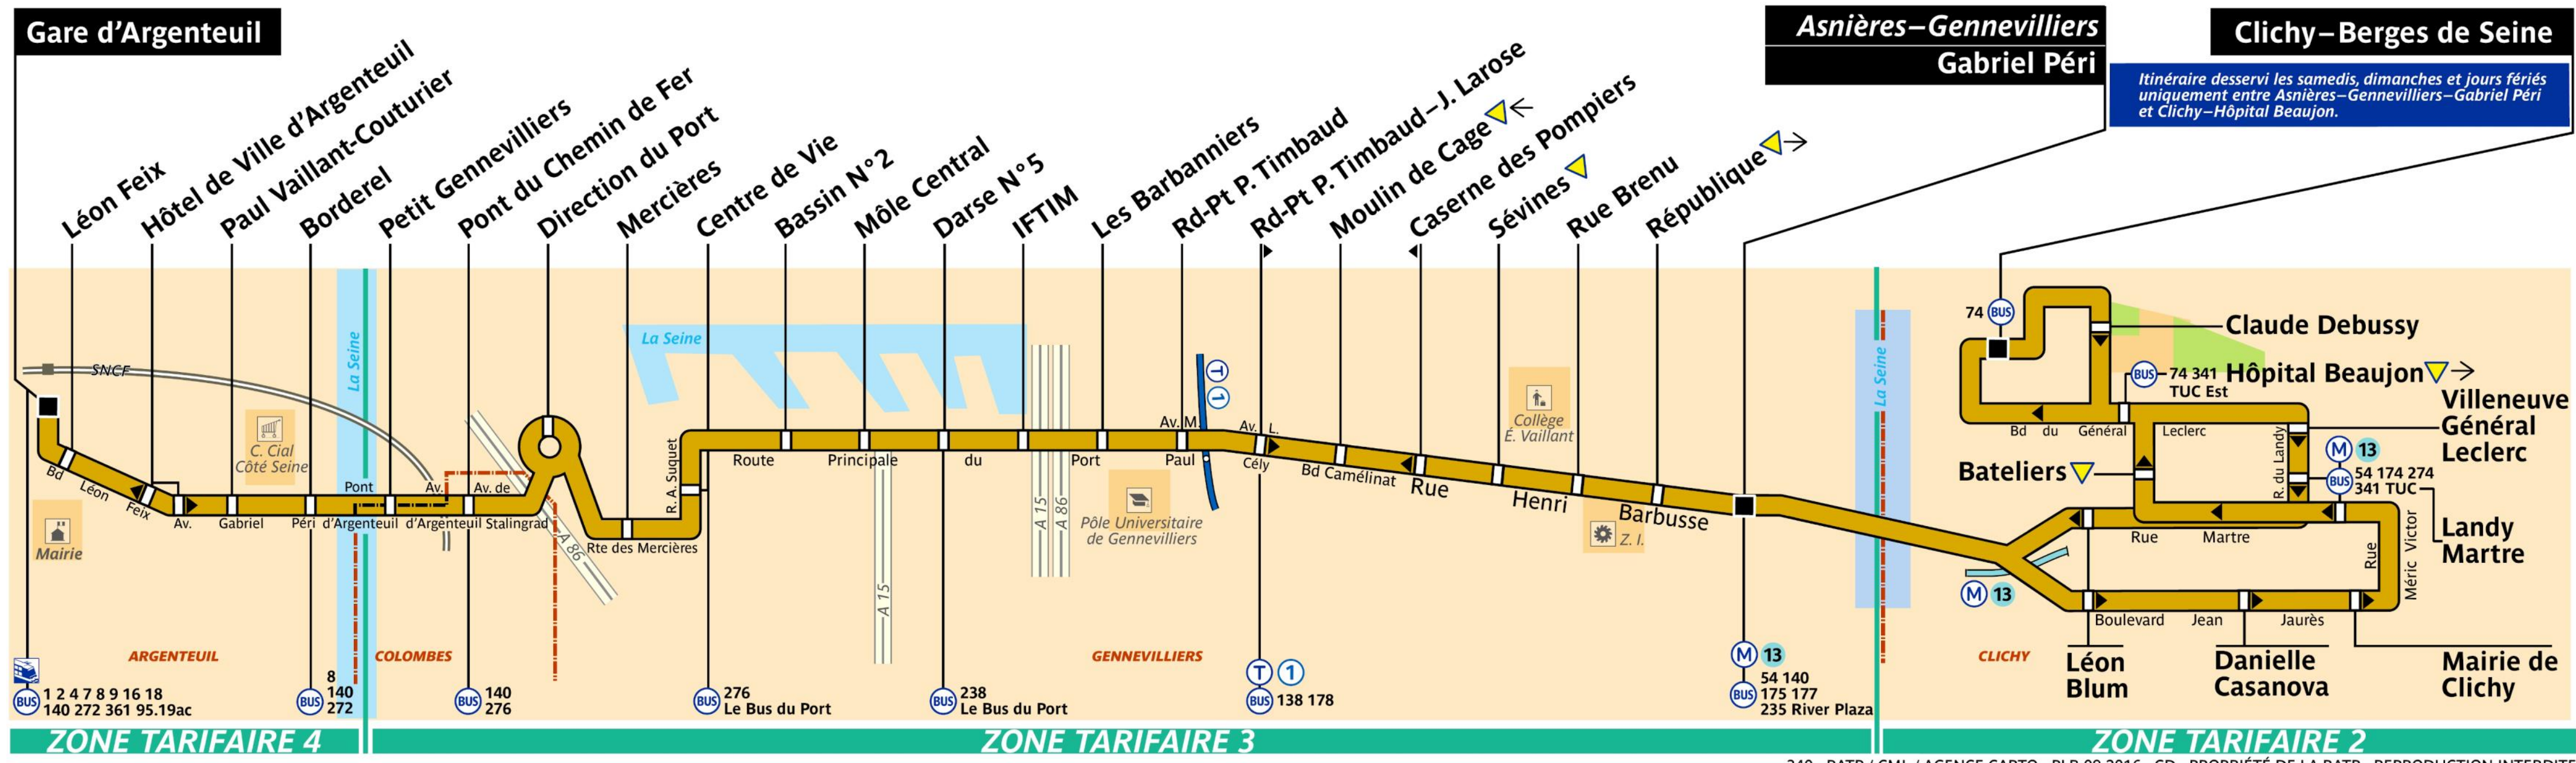 Gare d'Argenteuil
Asnières–Gennevilliers
Gabriel Péri
Clichy–Berges de Seine
Itinéraire desservi les samedis, dimanches et jours fériés
uniquement entre Asnières–Gennevilliers–Gabriel Péri
et Clichy–Hôpital Beaujon.
Léon Feix
Hôtel de Ville d'Argenteuil
Paul Vaillant-Couturier
Borderel
Petit Gennevilliers
Pont du Chemin de Fer
Direction du Port
Mercières
Centre de Vie
Bassin N°2
Môle Central
Darse N°5
IFTIM
Les Barbanniers
Rd-Pt P. Timbaud
Rd-Pt P. Timbaud–J. Larose
Moulin de Cage
Caserne des Pompiers
Sévines
Rue Brenu
République
SNCF
La Seine
La Seine
La Seine
C. Cial
Côté Seine
Mairie
Bd Léon Feix
Av. Gabriel Péri
Pont
d'Argenteuil
Av.
d'Argenteuil
Av. de
Stalingrad
A 86
Rte des Mercières
R. A. Suquet
Route Principale du Port
A 15
A 15
A 86
Pôle Universitaire
de Gennevilliers
Av. M.
Paul
T 1
Av. L.
Cély
Bd Camélinat
Rue Henri Barbusse
Collège
É. Vaillant
Z. I.
74 BUS
Claude Debussy
BUS 74 341
TUC Est
Hôpital Beaujon
Villeneuve
Général
Leclerc
Bd du Général Leclerc
R. du Landy
M 13
BUS 54 174 274
341 TUC
Bateliers
Landy
Martre
Rue Martre
Rue
Méric Victor
M 13
Boulevard Jean Jaurès
Léon
Blum
Danielle
Casanova
Mairie de
Clichy
ARGENTEUIL
COLOMBES
GENNEVILLIERS
CLICHY
BUS 1 2 4 7 8 9 16 18
140 272 361 95.19ac
8
140
BUS 272
BUS 140
276
BUS 276
Le Bus du Port
BUS 238
Le Bus du Port
T 1
BUS 138 178
M 13
54 140
BUS 175 177
235 River Plaza
ZONE TARIFAIRE 4
ZONE TARIFAIRE 3
ZONE TARIFAIRE 2